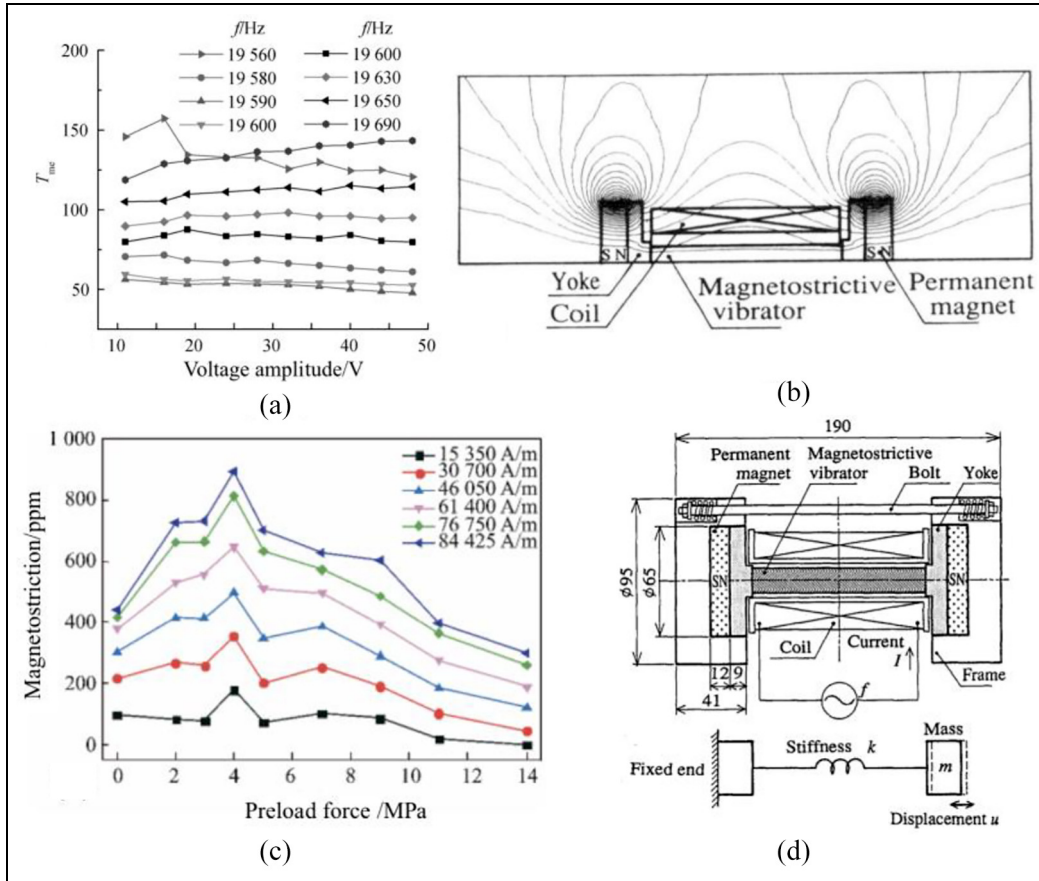 f/Hz
f/Hz
19 560
19 600
19 580
19 630
19 590
19 650
19 600
19 690
200
150
100
50
T_me
10
20
30
40
50
Voltage amplitude/V
(a)
S N
S N
Yoke
Coil
Magnetostrictive
vibrator
Permanent
magnet
(b)
1 000
800
600
400
200
0
Magnetostriction/ppm
15 350 A/m
30 700 A/m
46 050 A/m
61 400 A/m
76 750 A/m
84 425 A/m
0
2
4
6
8
10
12
14
Preload force /MPa
(c)
190
Permanent
magnet
Magnetostrictive
vibrator
Bolt
Yoke
ϕ95
ϕ65
SN
SN
Coil
Current
I
Frame
12
9
41
f
Mass
Stiffness k
Fixed end
m
Displacement u
(d)